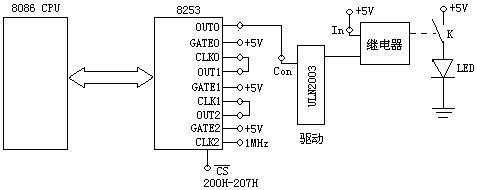 8086 CPU
8253
OUT0
GATE0
+5V
CLK0
OUT1
GATE1
+5V
CLK1
OUT2
GATE2
+5V
CLK2
1MHz
CS
200H-207H
Con
ULN2003
驱动
+5V
In
继电器
+5V
K
LED